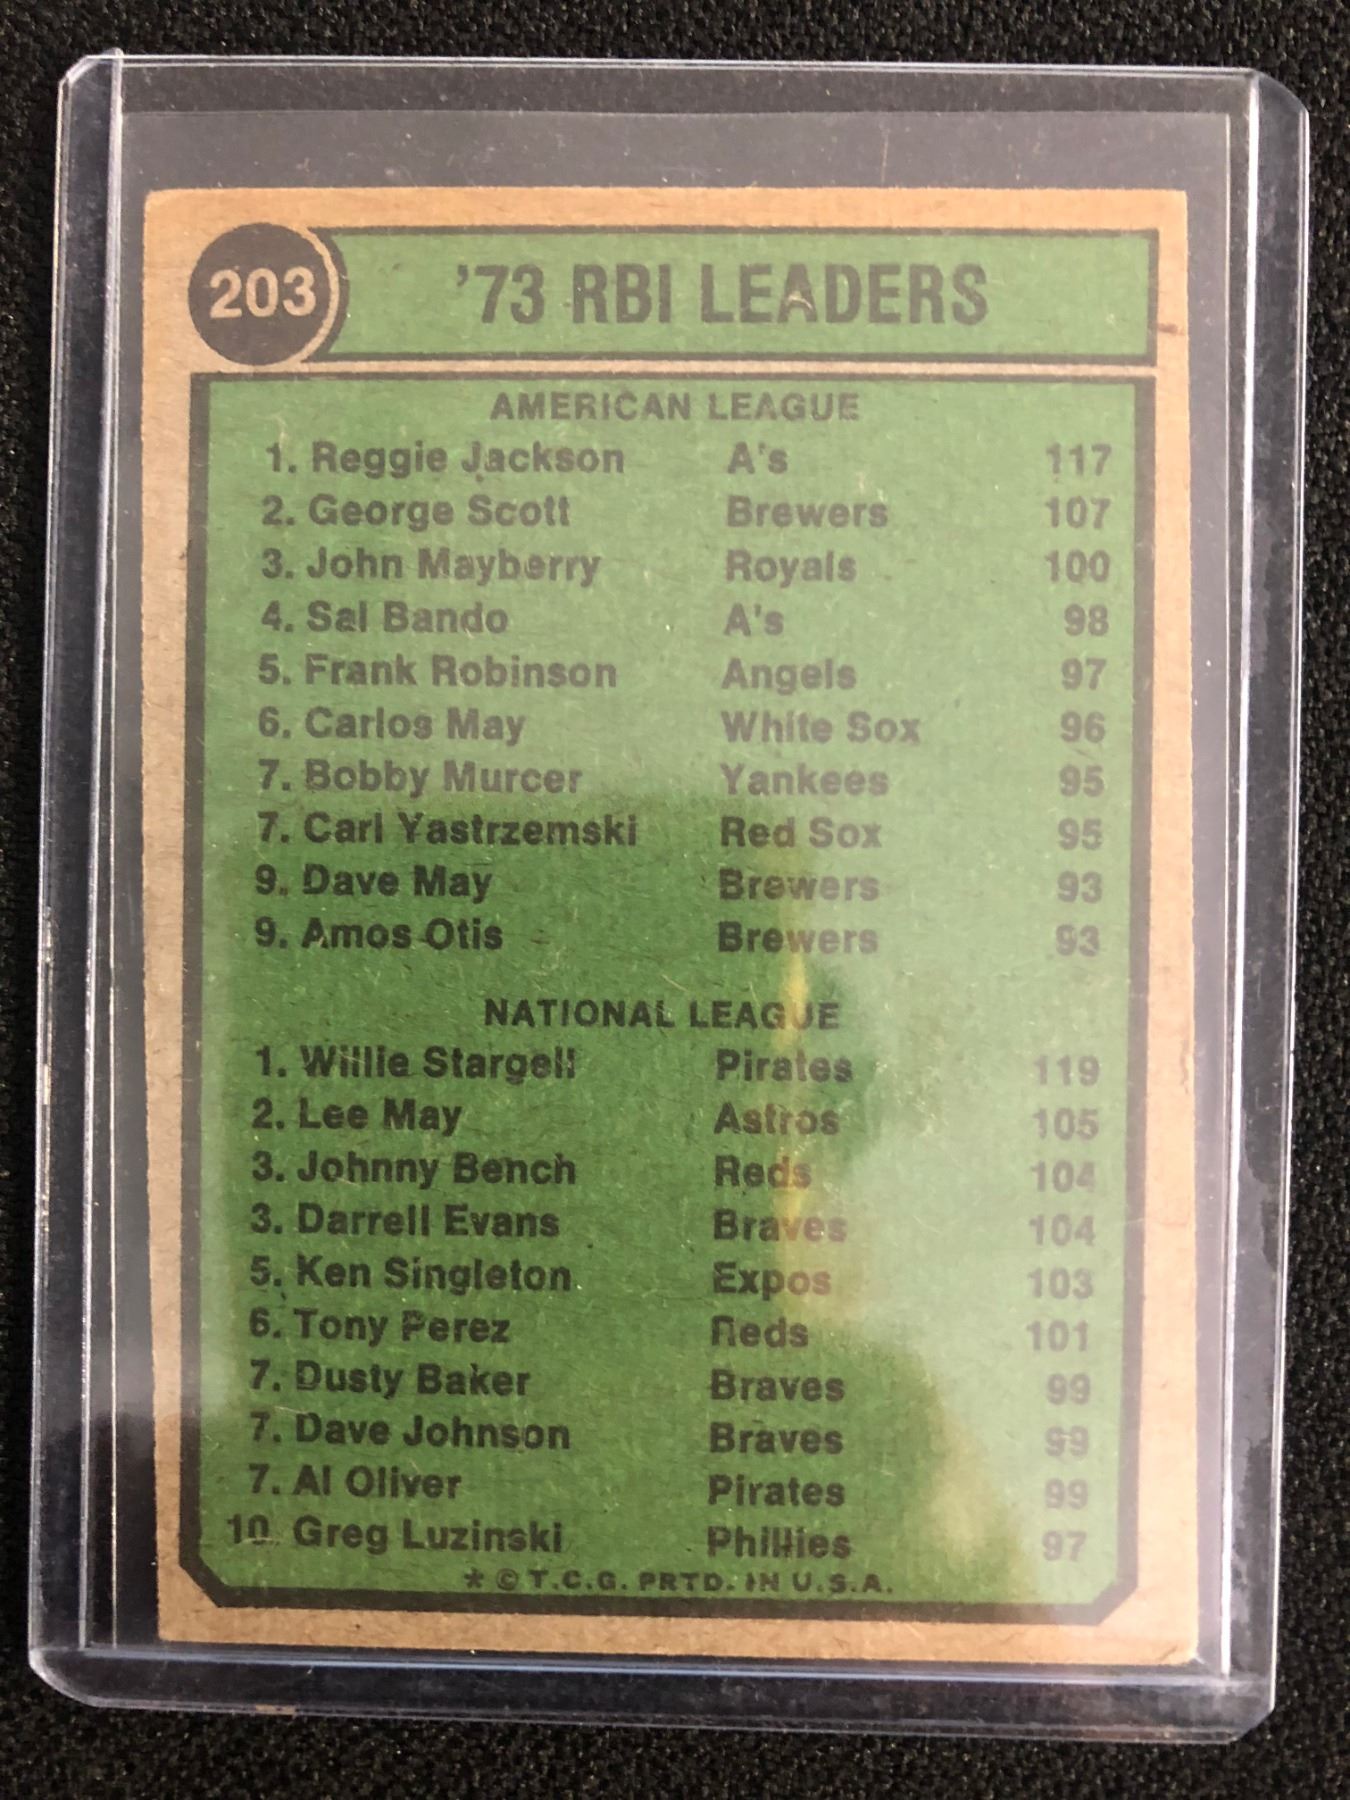 203 '73 RBI LEADERS
AMERICAN LEAGUE
1. Reggie Jackson A's 117
2. George Scott Brewers 107
3. John Mayberry Royals 100
4. Sal Bando A's 98
5. Frank Robinson Angels 97
6. Carlos May White Sox 96
7. Bobby Murcer Yankees 95
7. Carl Yastrzemski Red Sox 95
9. Dave May Brewers 93
9. Amos Otis Brewers 93
NATIONAL LEAGUE
1. Willie Stargell Pirates 119
2. Lee May Astros 105
3. Johnny Bench Reds 104
3. Darrell Evans Braves 104
5. Ken Singleton Expos 103
6. Tony Perez Reds 101
7. Dusty Baker Braves 99
7. Dave Johnson Braves 99
7. Al Oliver Pirates 99
10. Greg Luzinski Phillies 97
* © T.C.G. PRTD. IN U.S.A.